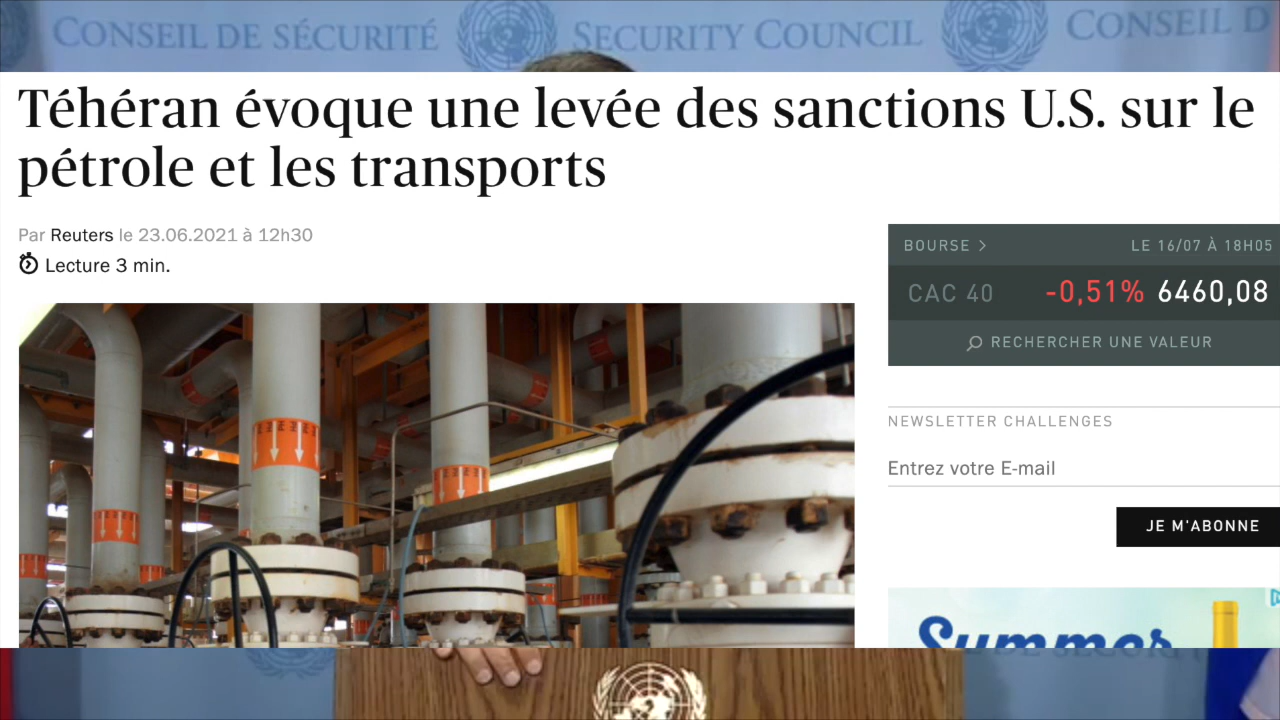 CONSEIL DE SÉCURITÉ SECURITY COUNCIL CONSEIL D
Téhéran évoque une levée des sanctions U.S. sur le
pétrole et les transports
Par Reuters le 23.06.2021 à 12h30
Lecture 3 min.
BOURSE > LE 16/07 À 18H05
CAC 40 -0,51% 6460,08
RECHERCHER UNE VALEUR
NEWSLETTER CHALLENGES
Entrez votre E-mail
JE M'ABONNE
Summer